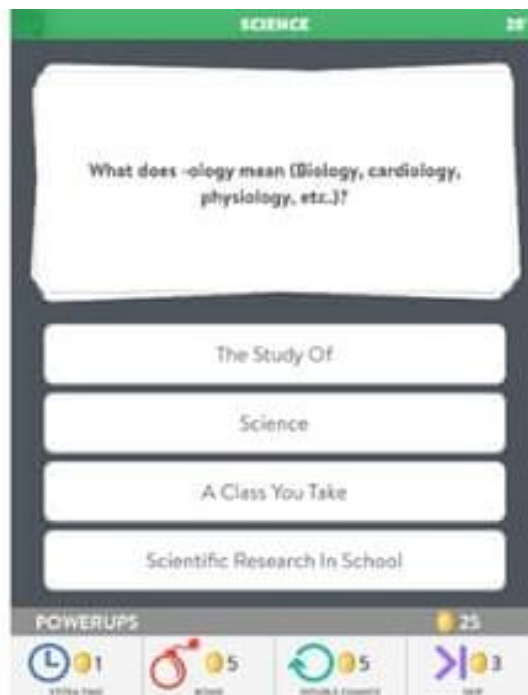 SCIENCE
What does -ology mean (Biology, cardiology,
physiology, etc.)?
The Study Of
Science
A Class You Take
Scientific Research In School
POWERUPS 25
1 5 5 3